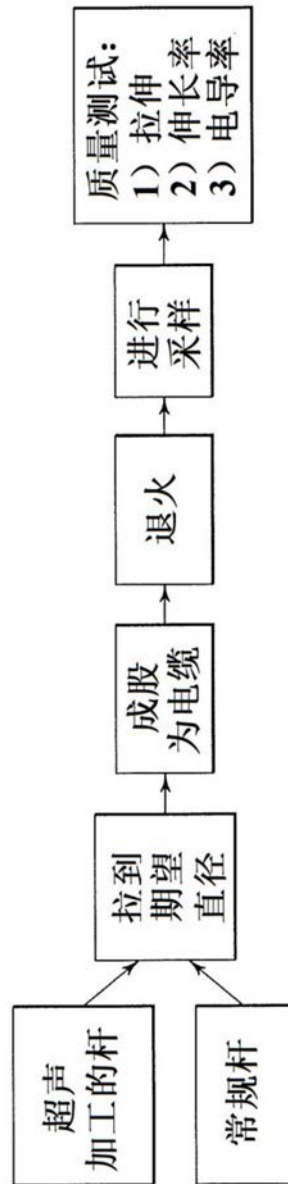 超声
加工的杆
常规杆
拉到
期望
直径
成股
为电缆
退火
进行
采样
质量测试：
1）拉伸
2）伸长率
3）电导率